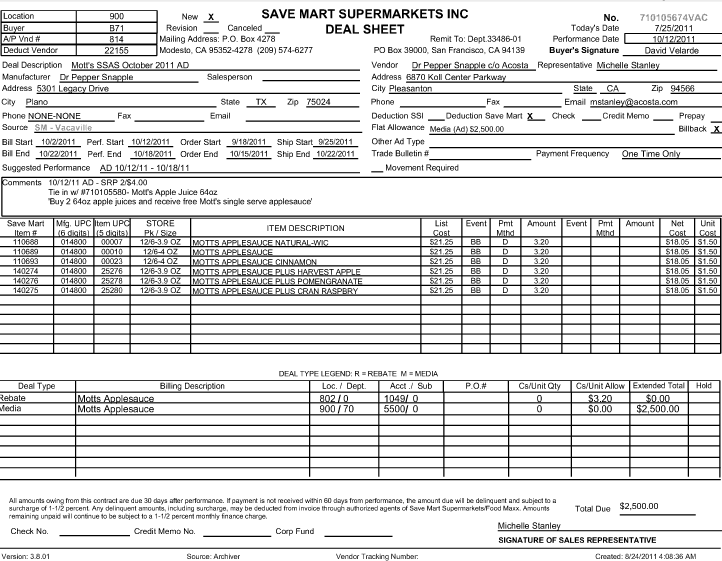 Location 900 New X SAVE MART SUPERMARKETS INC No. 710105674VAC
Buyer B71 Revision Canceled DEAL SHEET Today's Date 7/25/2011
A/P Vnd # 814 Mailing Address: P.O. Box 4278 Remit To: Dept.33486-01 Performance Date 10/12/2011
Deduct Vendor 22155 Modesto, CA 95352-4278 (209) 574-6277 PO Box 39000, San Francisco, CA 94139 Buyer's Signature David Velarde
Deal Description Mott's SSAS October 2011 AD Vendor Dr Pepper Snapple c/o Acosta Representative Michelle Stanley
Manufacturer Dr Pepper Snapple Salesperson Address 6870 Koll Center Parkway
Address 5301 Legacy Drive City Pleasanton State CA Zip 94566
City Plano State TX Zip 75024 Phone Fax Email mstanley@acosta.com
Phone NONE-NONE Fax Email Deduction SSI Deduction Save Mart X Check Credit Memo Prepay
Source SM - Vacaville Flat Allowance Media (Ad) $2,500.00 Billback X
Bill Start 10/2/2011 Perf. Start 10/12/2011 Order Start 9/18/2011 Ship Start 9/25/2011 Other Ad Type
Bill End 10/22/2011 Perf. End 10/18/2011 Order End 10/15/2011 Ship End 10/22/2011 Trade Bulletin # Payment Frequency One Time Only
Suggested Performance AD 10/12/11 - 10/18/11 Movement Required
Comments 10/12/11 AD - SRP 2/$4.00
Tie in w/ #710105580- Mott's Apple Juice 64oz
'Buy 2 64oz apple juices and receive free Mott's single serve applesauce'
Save Mart Item # Mfg. UPC (6 digits) Item UPC (5 digits) STORE Pk / Size ITEM DESCRIPTION List Cost Event Pmt Mthd Amount Event Pmt Mthd Amount Net Cost Unit Cost
110688 014800 00007 12/6-3.9 OZ MOTTS APPLESAUCE NATURAL-WIC $21.25 BB D 3.20 $18.05 $1.50
110689 014800 00010 12/6-4 OZ MOTTS APPLESAUCE $21.25 BB D 3.20 $18.05 $1.50
110693 014800 00023 12/6-4 OZ MOTTS APPLESAUCE CINNAMON $21.25 BB D 3.20 $18.05 $1.50
140274 014800 25276 12/6-3.9 OZ MOTTS APPLESAUCE PLUS HARVEST APPLE $21.25 BB D 3.20 $18.05 $1.50
140276 014800 25278 12/6-3.9 OZ MOTTS APPLESAUCE PLUS POMENGRANATE $21.25 BB D 3.20 $18.05 $1.50
140275 014800 25280 12/6-3.9 OZ MOTTS APPLESAUCE PLUS CRAN RASPBRY $21.25 BB D 3.20 $18.05 $1.50
DEAL TYPE LEGEND: R = REBATE M = MEDIA
Deal Type Billing Description Loc. / Dept. Acct ./ Sub P.O.# Cs/Unit Qty Cs/Unit Allow Extended Total Hold
Rebate Motts Applesauce 802 / 0 1049/ 0 0 $3.20 $0.00
Media Motts Applesauce 900 / 70 5500/ 0 0 $0.00 $2,500.00
All amounts owing from this contract are due 30 days after performance. If payment is not received within 60 days from performance, the amount due will be delinquent and subject to a
surcharge of 1-1/2 percent. Any delinquent amounts, including surcharge, may be deducted from invoice through authorized agents of Save Mart Supermarkets/Food Maxx. Amounts
remaining unpaid will continue to be subject to a 1-1/2 percent monthly finance charge.
Total Due $2,500.00
Check No. Credit Memo No. Corp Fund Michelle Stanley
SIGNATURE OF SALES REPRESENTATIVE
Version: 3.8.01 Source: Archiver Vendor Tracking Number: Created: 8/24/2011 4:08:36 AM